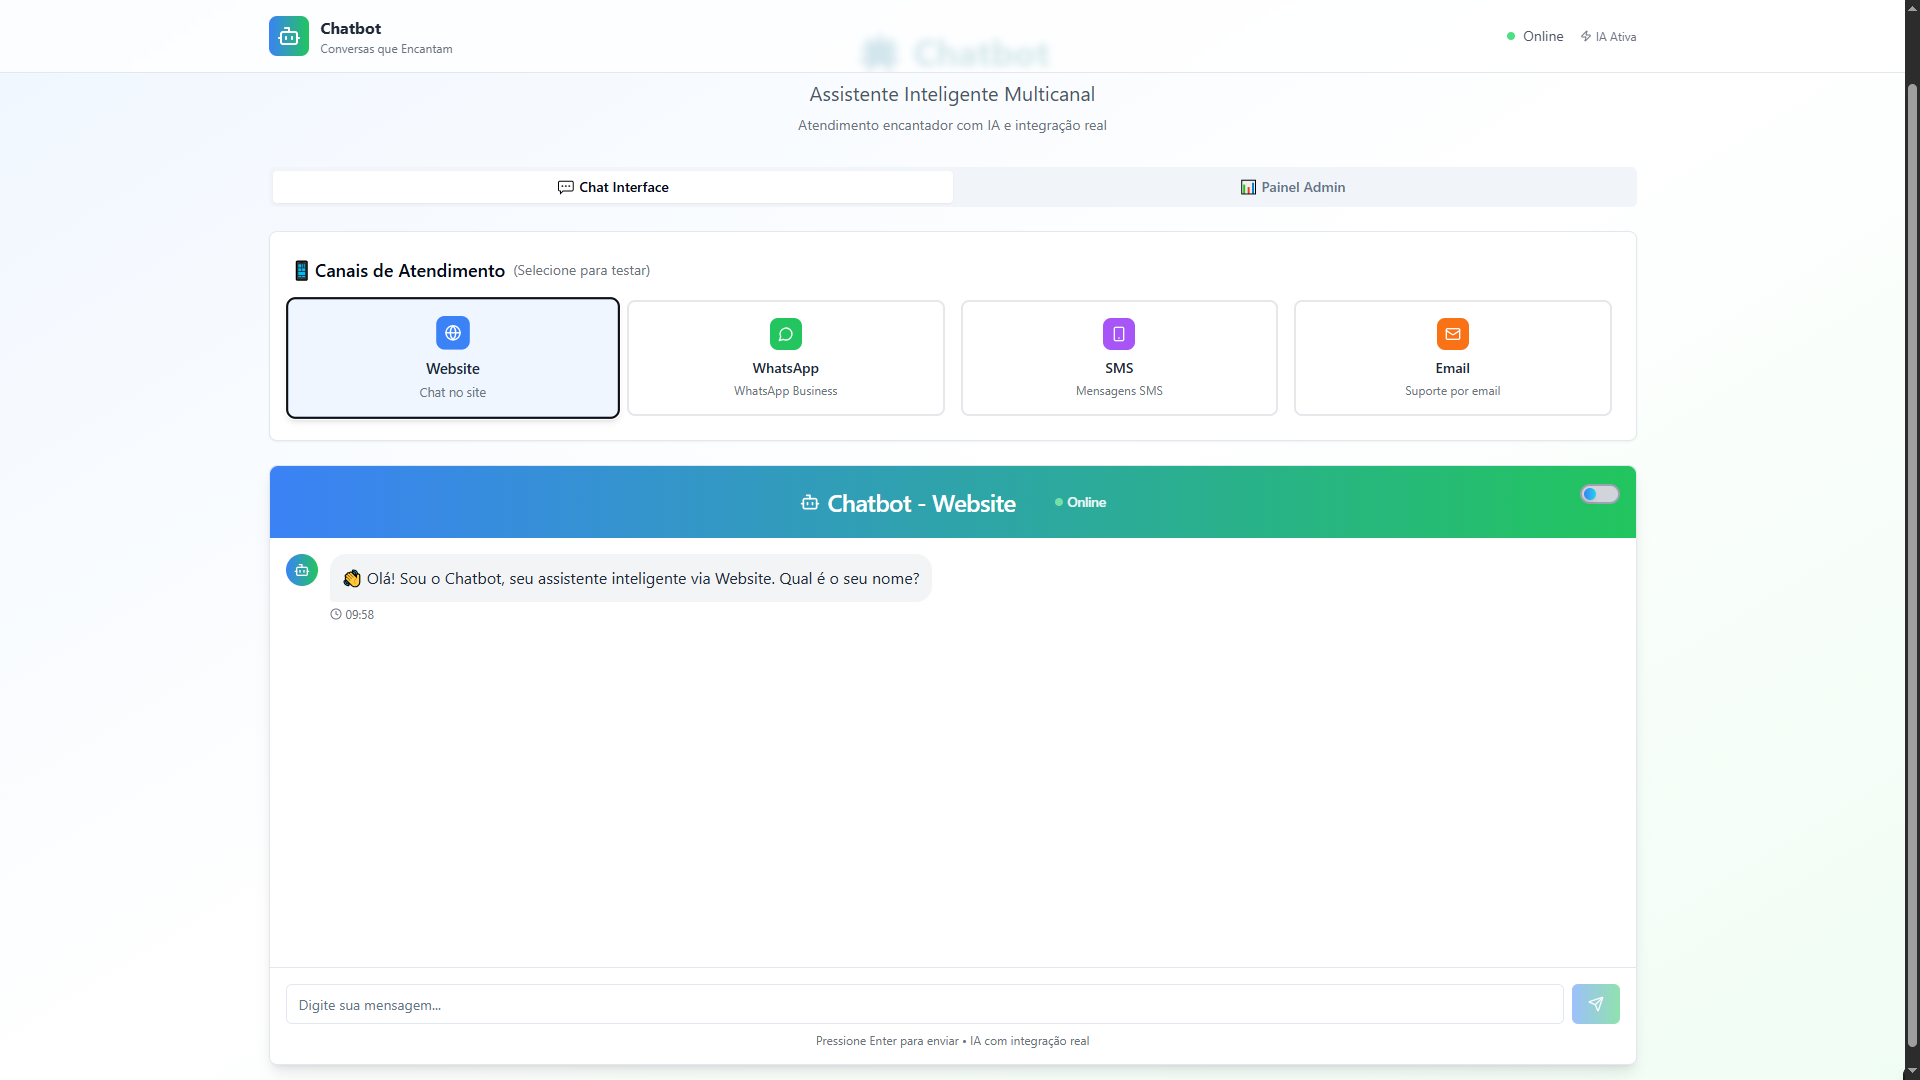 Chatbot
Conversas que Encantam
Online
IA Ativa
Chatbot
Assistente Inteligente Multicanal
Atendimento encantador com IA e integração real
Chat Interface
Painel Admin
Canais de Atendimento (Selecione para testar)
Website
Chat no site
WhatsApp
WhatsApp Business
SMS
Mensagens SMS
Email
Suporte por email
Chatbot - Website
Online
👋 Olá! Sou o Chatbot, seu assistente inteligente via Website. Qual é o seu nome?
09:58
Digite sua mensagem...
Pressione Enter para enviar • IA com integração real